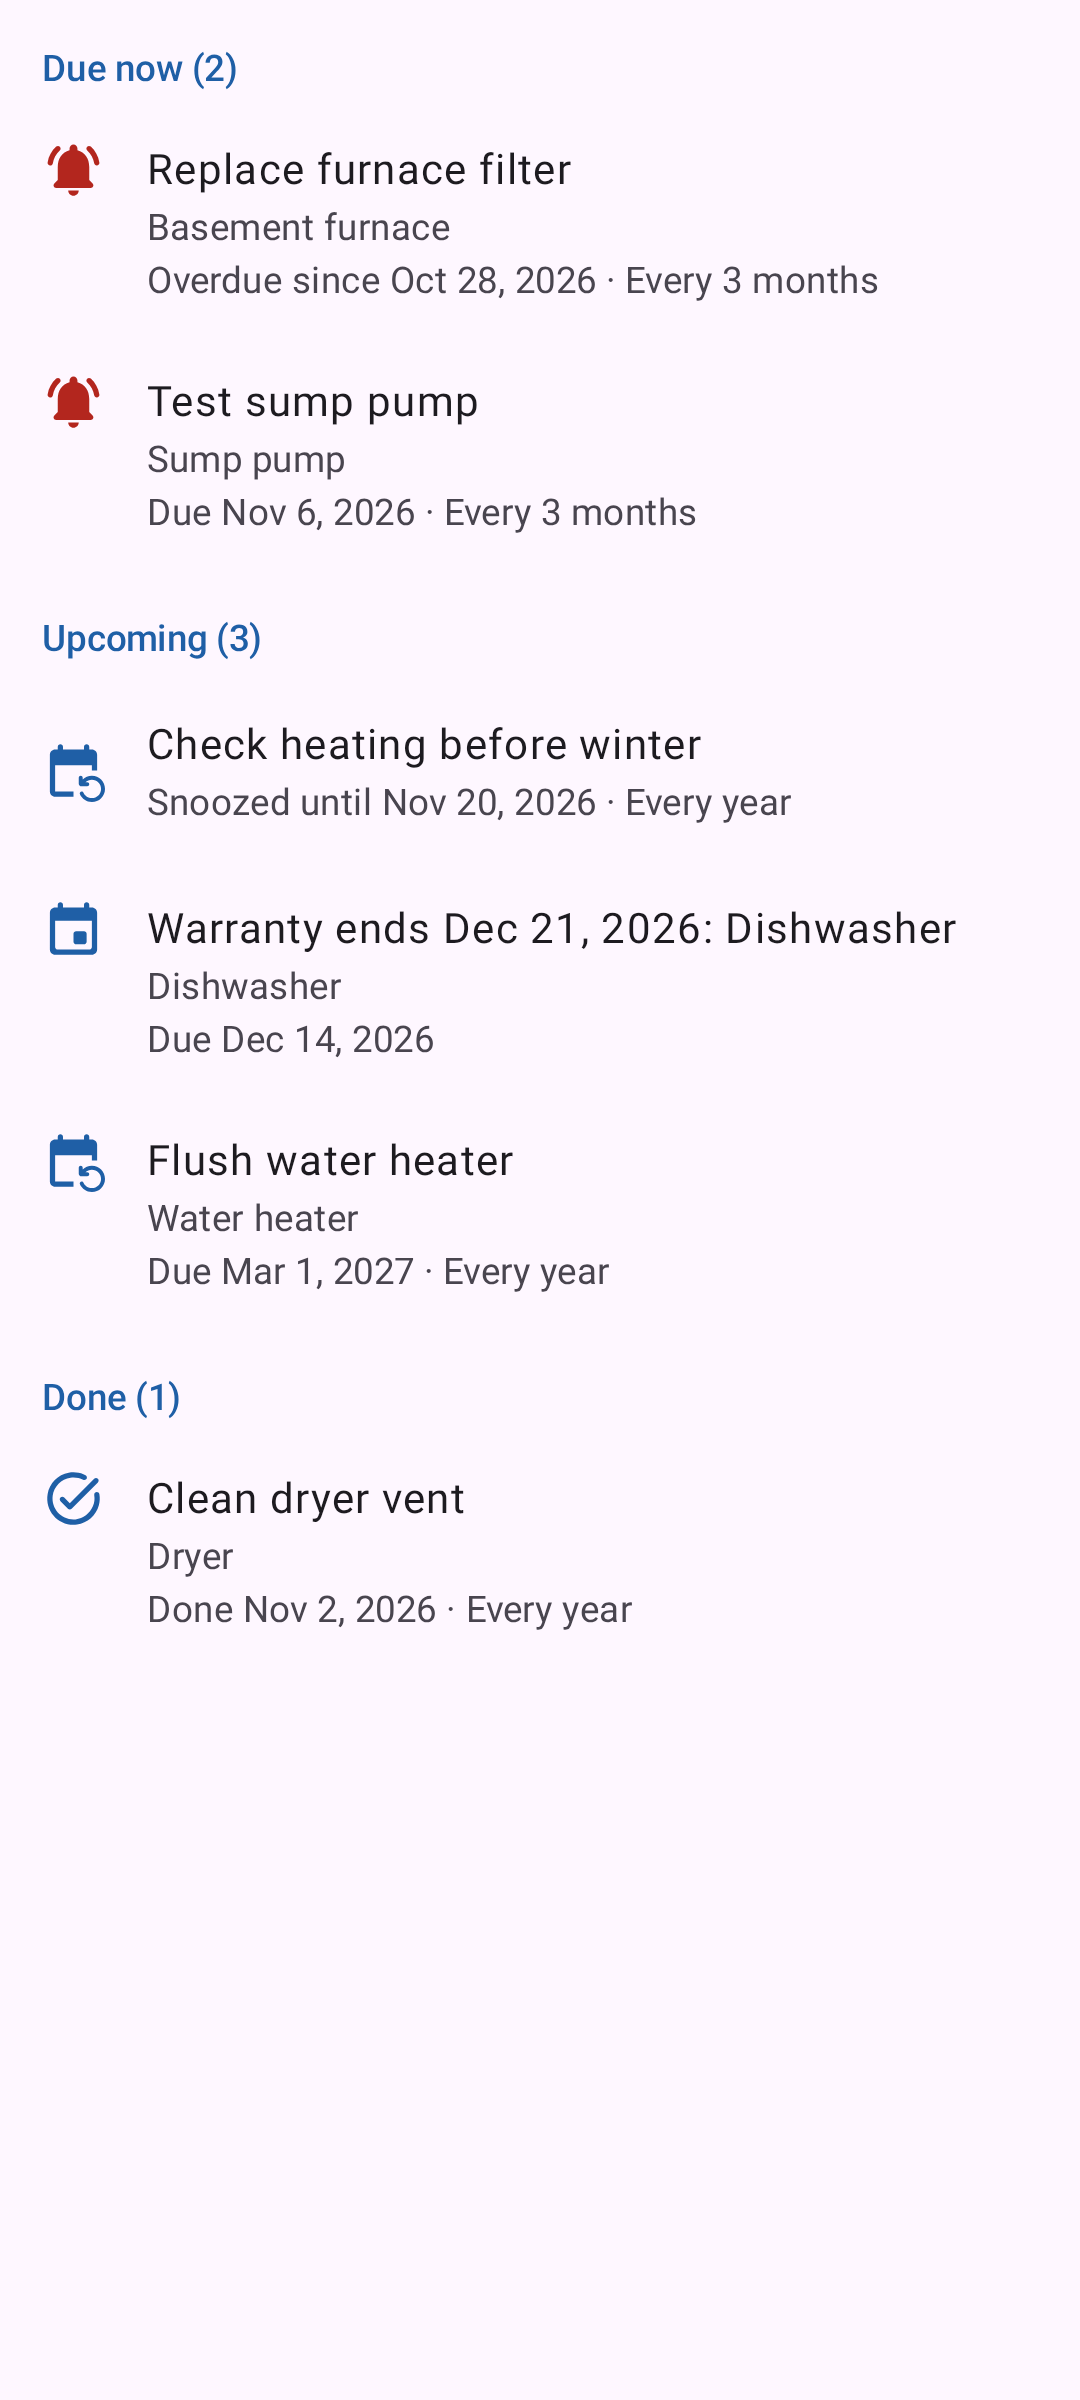 Due now (2)
Replace furnace filter
Basement furnace
Overdue since Oct 28, 2026 · Every 3 months
Test sump pump
Sump pump
Due Nov 6, 2026 · Every 3 months
Upcoming (3)
Check heating before winter
Snoozed until Nov 20, 2026 · Every year
Warranty ends Dec 21, 2026: Dishwasher
Dishwasher
Due Dec 14, 2026
Flush water heater
Water heater
Due Mar 1, 2027 · Every year
Done (1)
Clean dryer vent
Dryer
Done Nov 2, 2026 · Every year